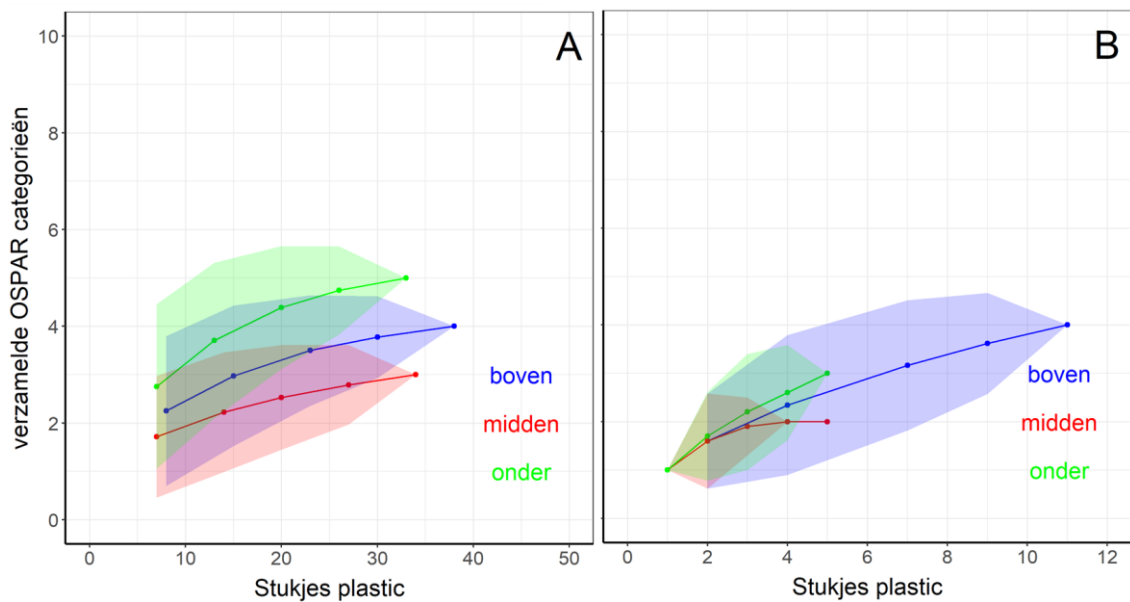 A
B
verzamelde OSPAR categorieën
10
8
6
4
2
0
boven
midden
onder
boven
midden
onder
0 10 20 30 40 50
0 2 4 6 8 10 12
Stukjes plastic
Stukjes plastic